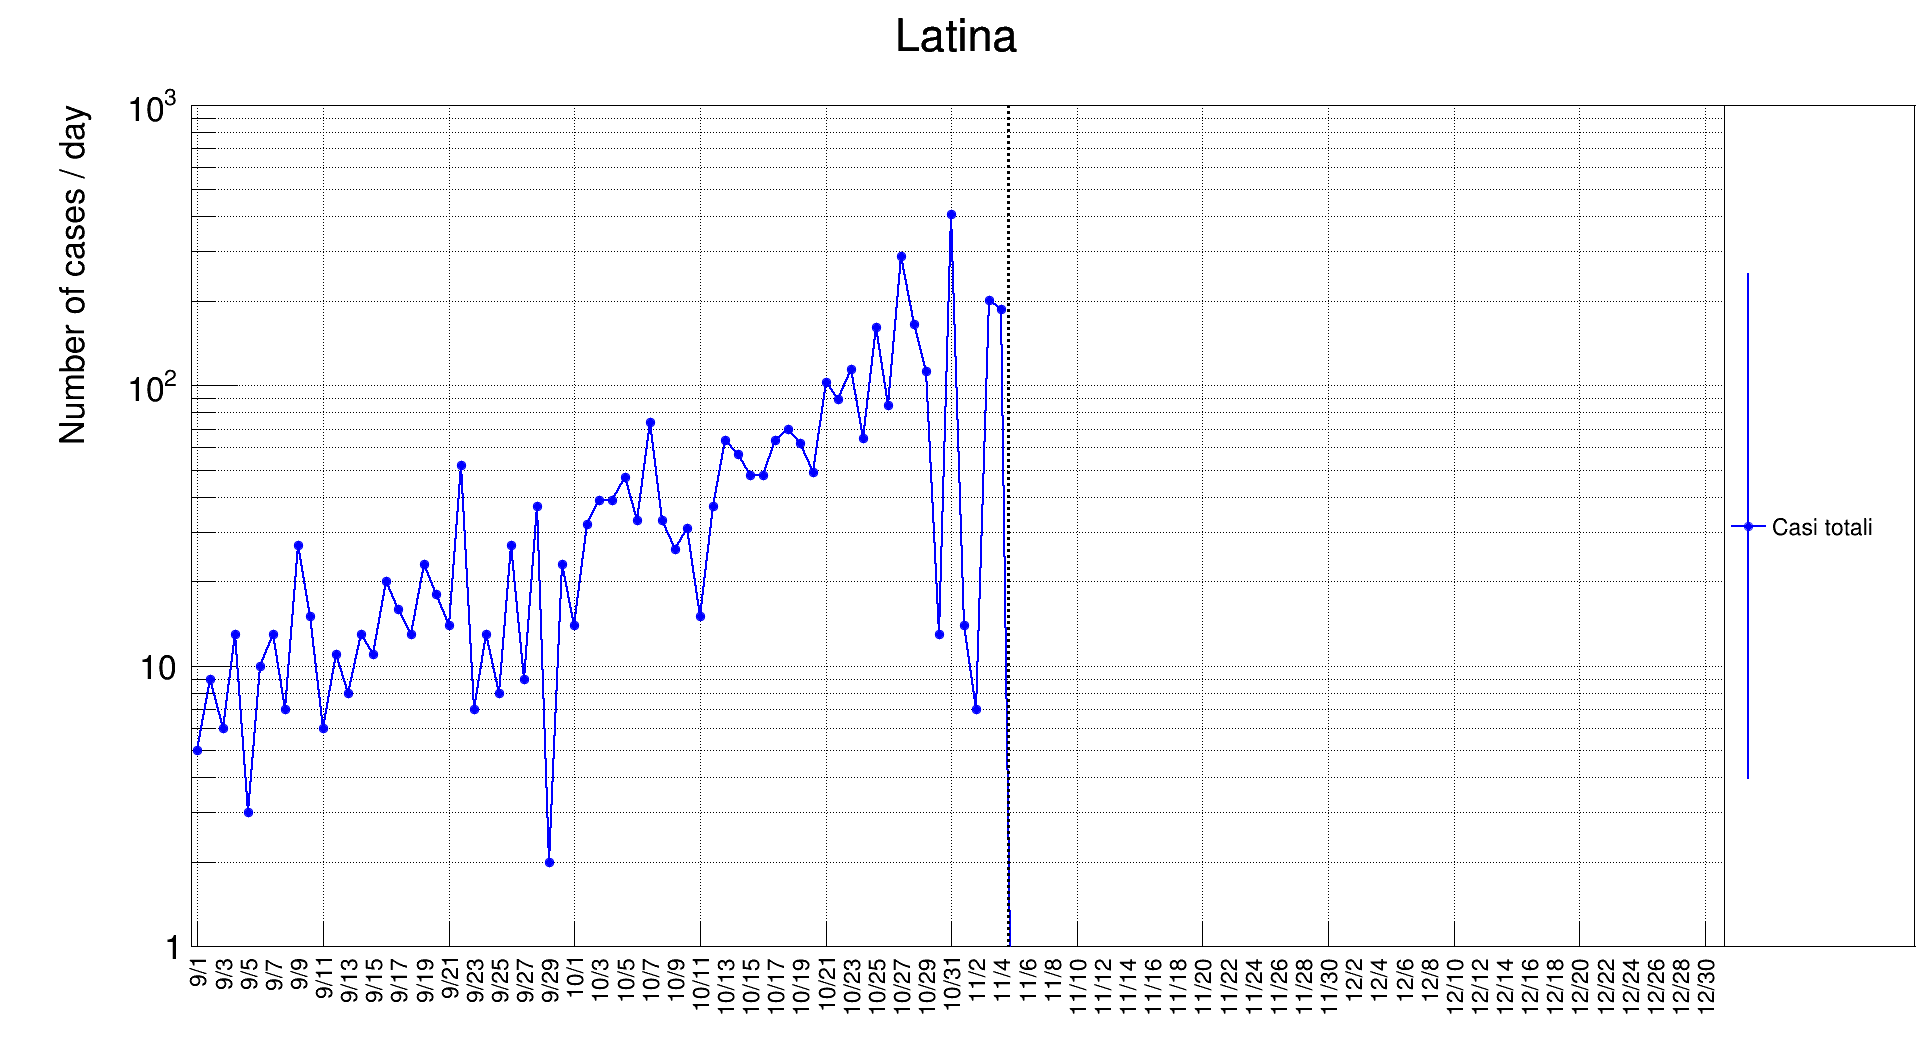 Latina
Number of cases / day
10³
10²
10
1
9/1 9/3 9/5 9/7 9/9 9/11 9/13 9/15 9/17 9/19 9/21 9/23 9/25 9/27 9/29 10/1 10/3 10/5 10/7 10/9 10/11 10/13 10/15 10/17 10/19 10/21 10/23 10/25 10/27 10/29 10/31 11/2 11/4 11/6 11/8 11/10 11/12 11/14 11/16 11/18 11/20 11/22 11/24 11/26 11/28 11/30 12/2 12/4 12/6 12/8 12/10 12/12 12/14 12/16 12/18 12/20 12/22 12/24 12/26 12/28 12/30
Casi totali